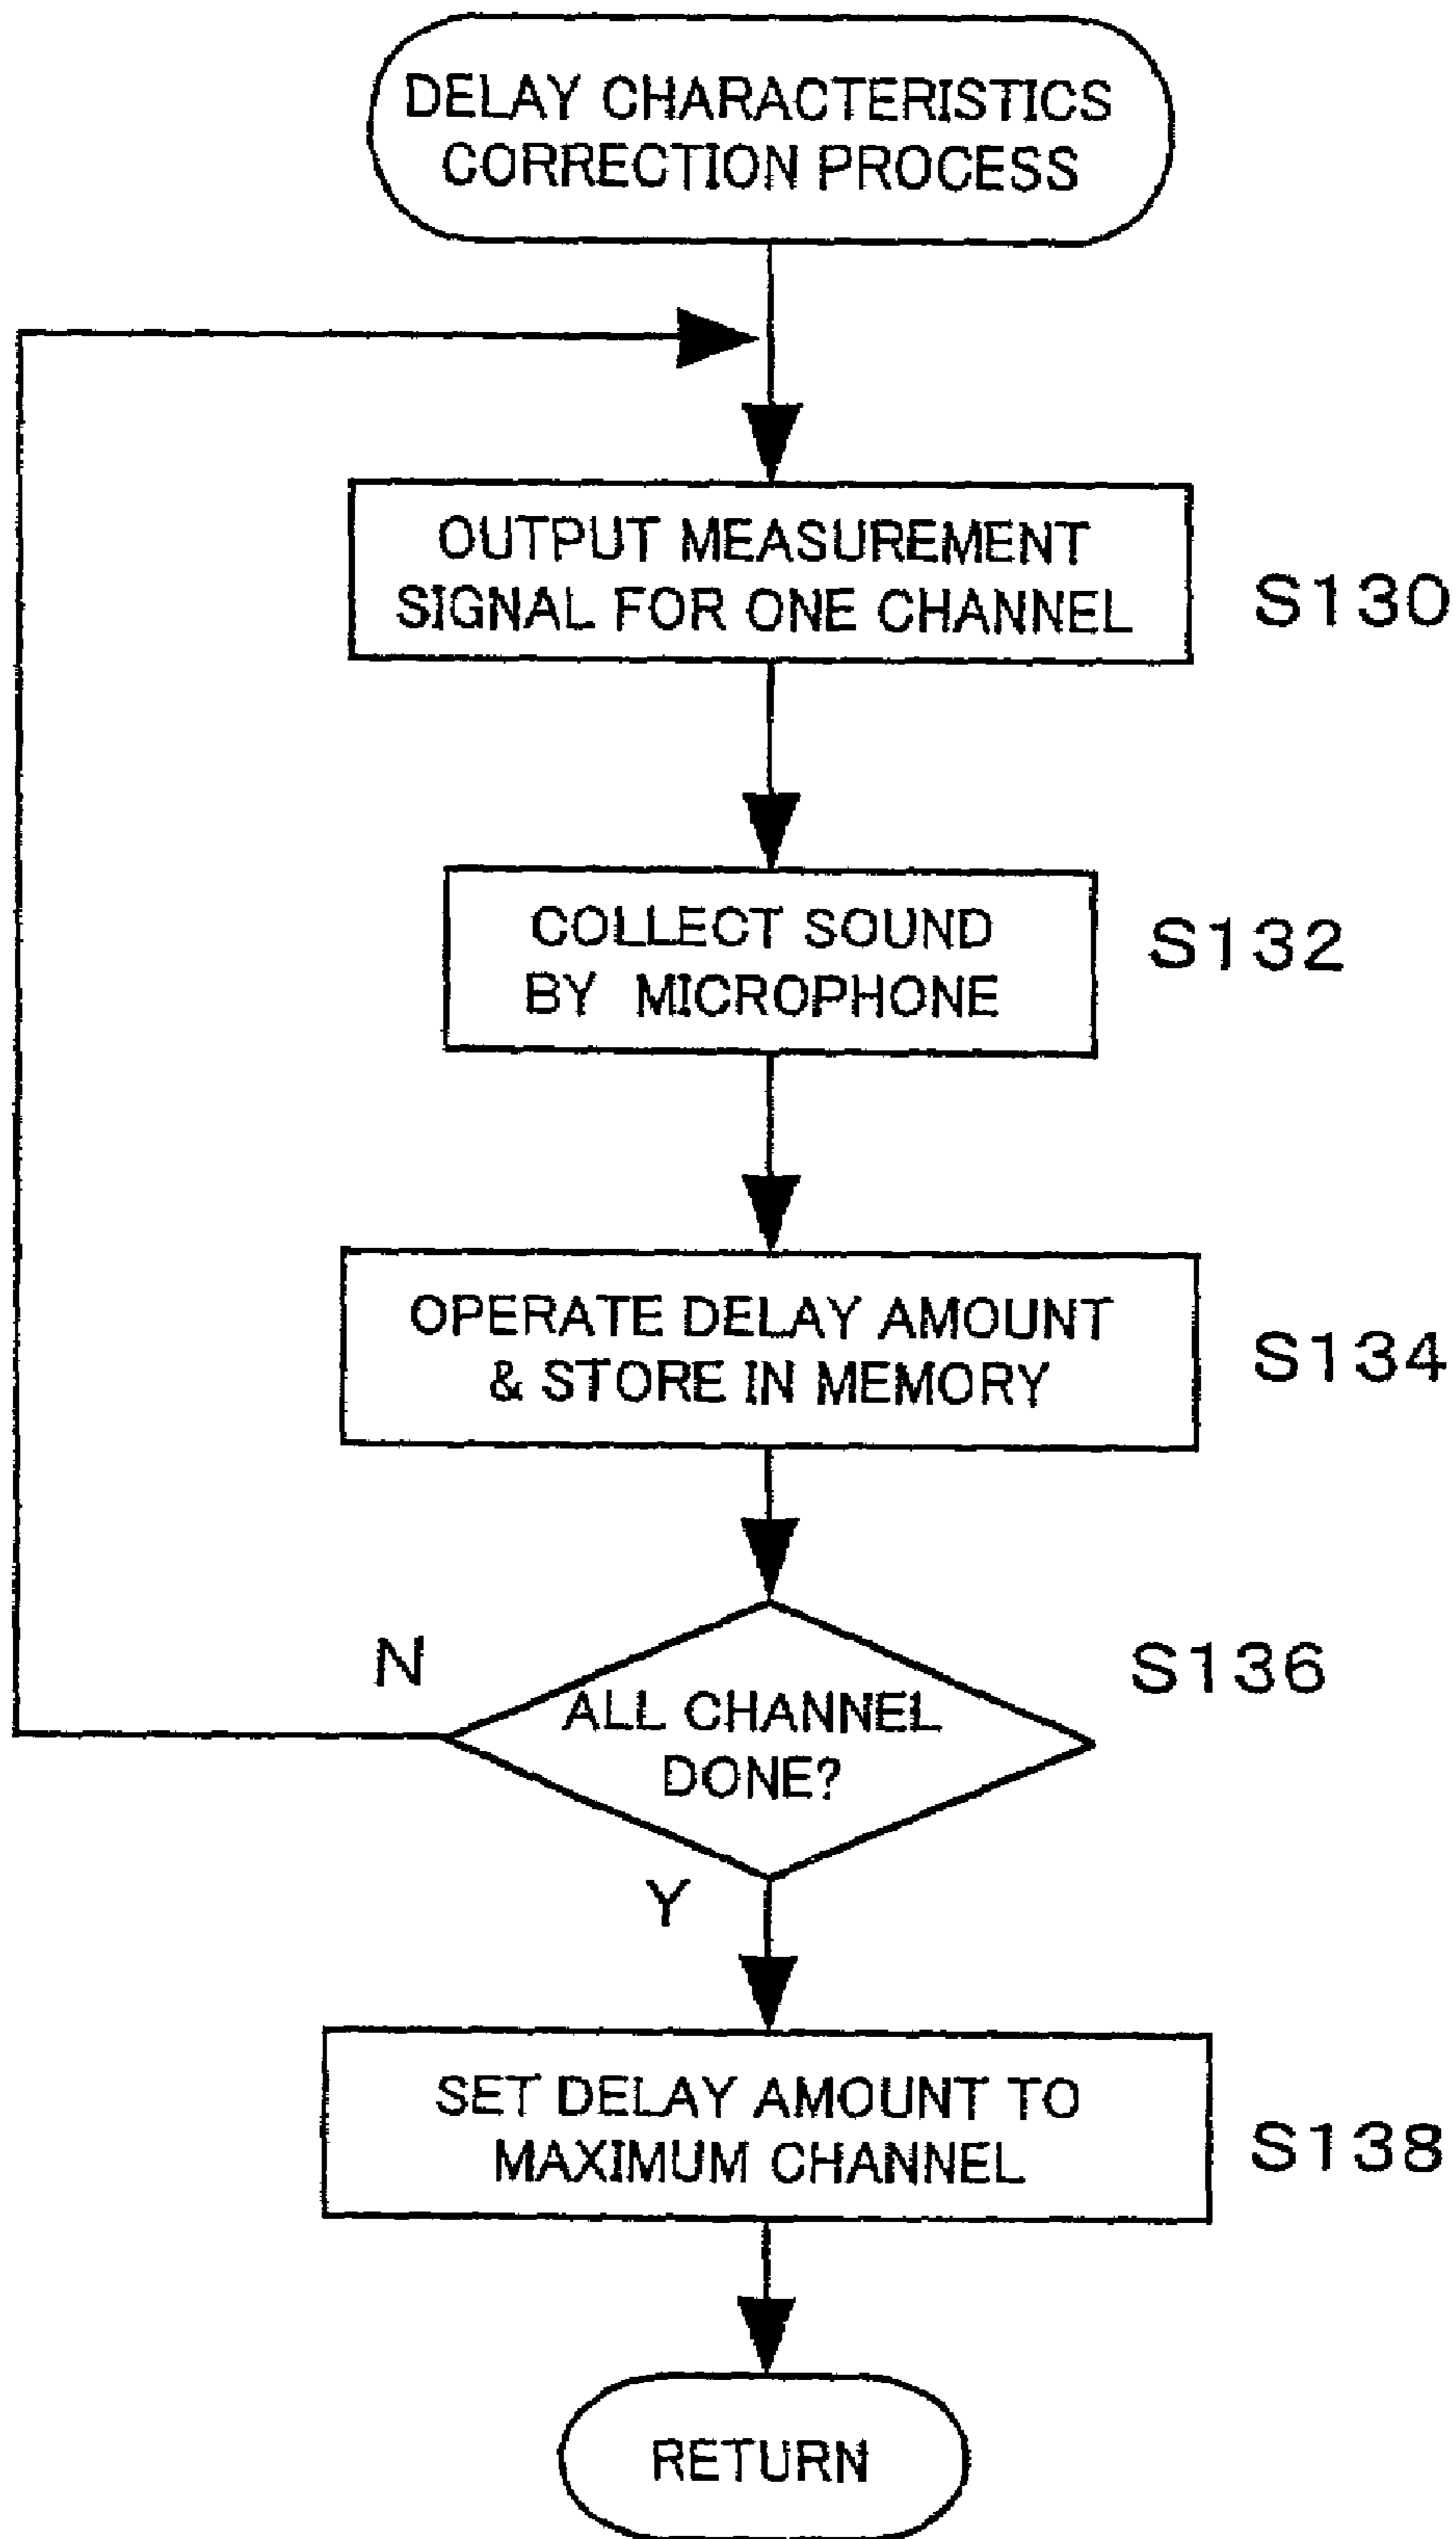 DELAY CHARACTERISTICS
CORRECTION PROCESS
OUTPUT MEASUREMENT
SIGNAL FOR ONE CHANNEL
S130
COLLECT SOUND
BY MICROPHONE
S132
OPERATE DELAY AMOUNT
& STORE IN MEMORY
S134
N
S136
ALL CHANNEL
DONE?
Y
SET DELAY AMOUNT TO
MAXIMUM CHANNEL
S138
RETURN